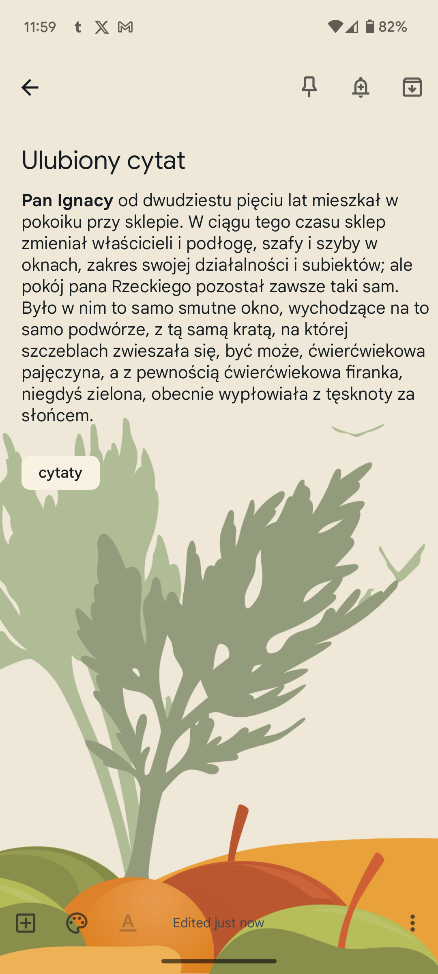 11:59 t X M 82%
Ulubiony cytat
Pan Ignacy od dwudziestu pięciu lat mieszkał w
pokoiku przy sklepie. W ciągu tego czasu sklep
zmieniał właścicieli i podłogę, szafy i szyby w
oknach, zakres swojej działalności i subiektów; ale
pokój pana Rzeckiego pozostał zawsze taki sam.
Było w nim to samo smutne okno, wychodzące na to
samo podwórze, z tą samą kratą, na której
szczeblach zwieszała się, być może, ćwierćwiekowa
pajęczyna, a z pewnością ćwierćwiekowa firanka,
niegdyś zielona, obecnie wypłowiała z tęsknoty za
słońcem.
cytaty
A Edited just now